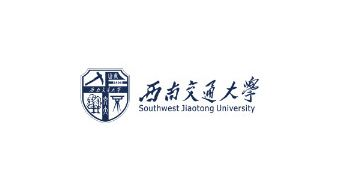 西南交通大學
Southwest Jiaotong University